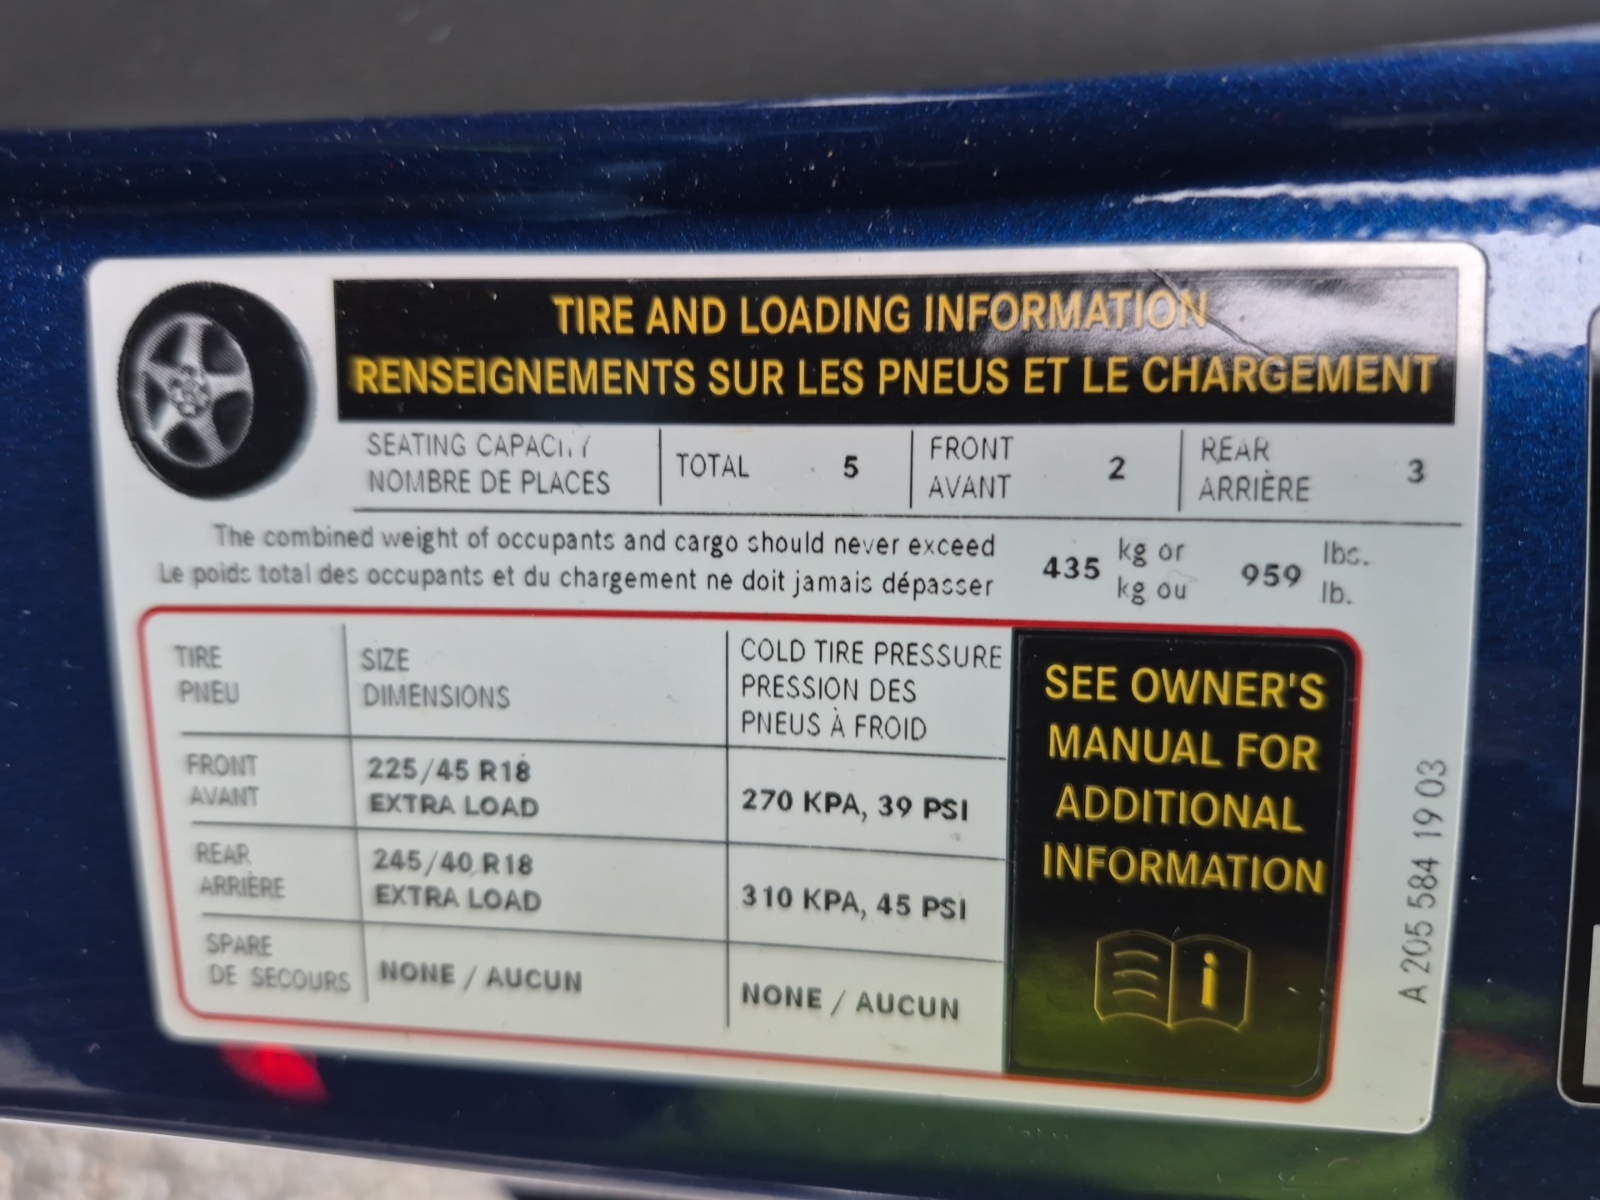 TIRE AND LOADING INFORMATION
RENSEIGNEMENTS SUR LES PNEUS ET LE CHARGEMENT
SEATING CAPACITY
NOMBRE DE PLACES
TOTAL 5
FRONT
AVANT
2
REAR
ARRIÈRE
3
The combined weight of occupants and cargo should never exceed
Le poids total des occupants et du chargement ne doit jamais dépasser
435
kg or
kg ou
959
lbs.
lb.
TIRE
PNEU
SIZE
DIMENSIONS
COLD TIRE PRESSURE
PRESSION DES
PNEUS À FROID
FRONT
AVANT
225/45 R18
EXTRA LOAD
270 KPA, 39 PSI
REAR
ARRIÈRE
245/40 R18
EXTRA LOAD
310 KPA, 45 PSI
SPARE
DE SECOURS
NONE / AUCUN
NONE / AUCUN
SEE OWNER'S
MANUAL FOR
ADDITIONAL
INFORMATION
i
A 205 584 19 03